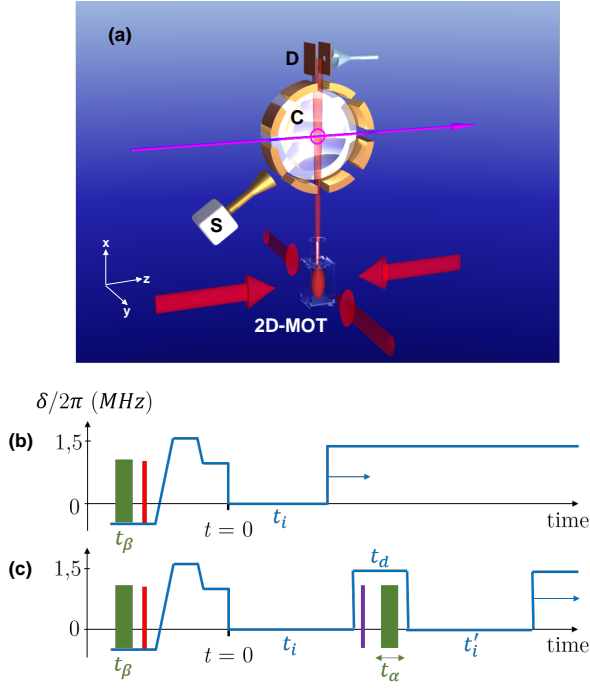 (a)
D
C
S
x
z
y
2D-MOT
δ/2π (MHz)
(b)
1,5
0
t_β
t = 0
t_i
time
(c)
1,5
t_d
0
t_β
t = 0
t_i
t_α
t_i′
time